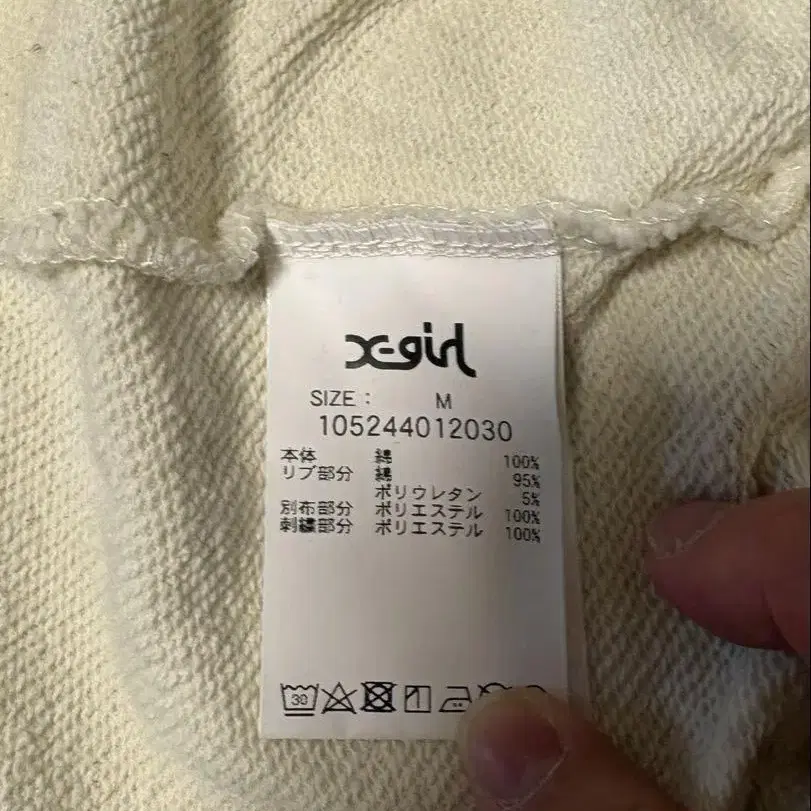 X-girl
SIZE : M
105244012030
本体 綿 100%
リブ部分 綿 95%
ポリウレタン 5%
別布部分 ポリエステル 100%
刺繍部分 ポリエステル 100%
30